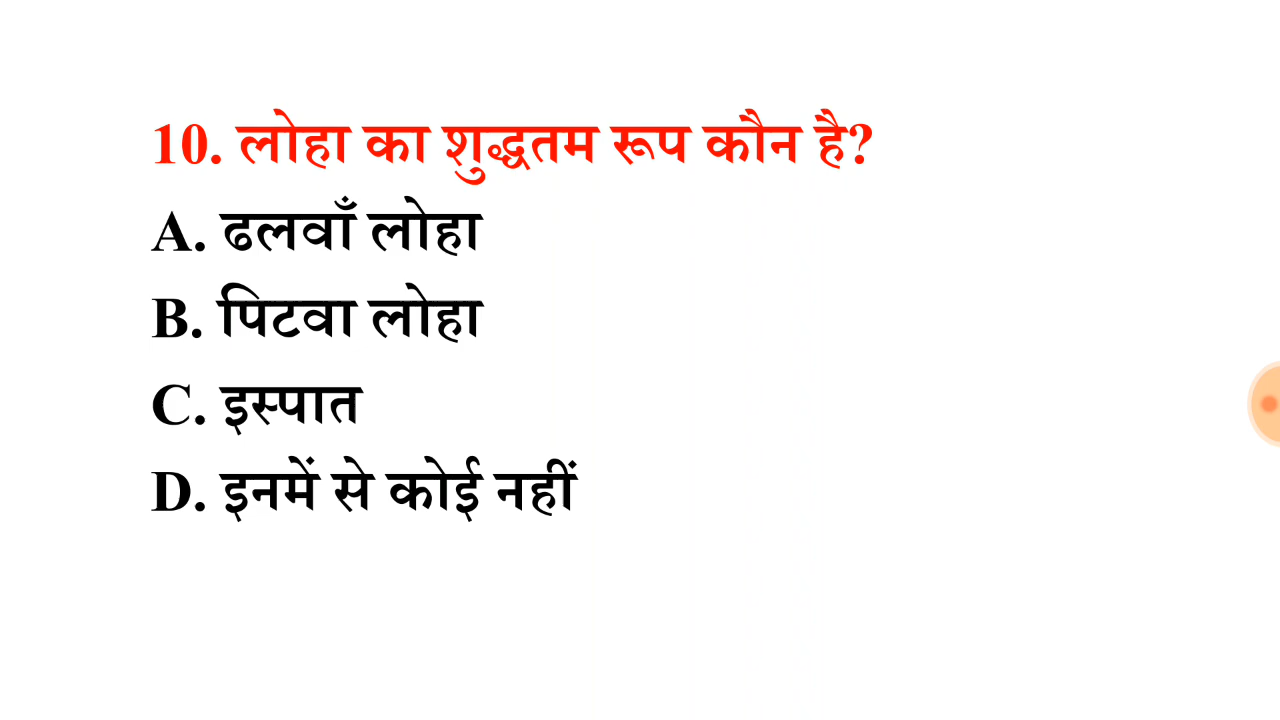 10. लोहा का शुद्धतम रूप कौन है?
A. ढलवाँं लोहा
B. पिटवा लोहा
C. इस्पात
D. इनमें से कोई नहीं